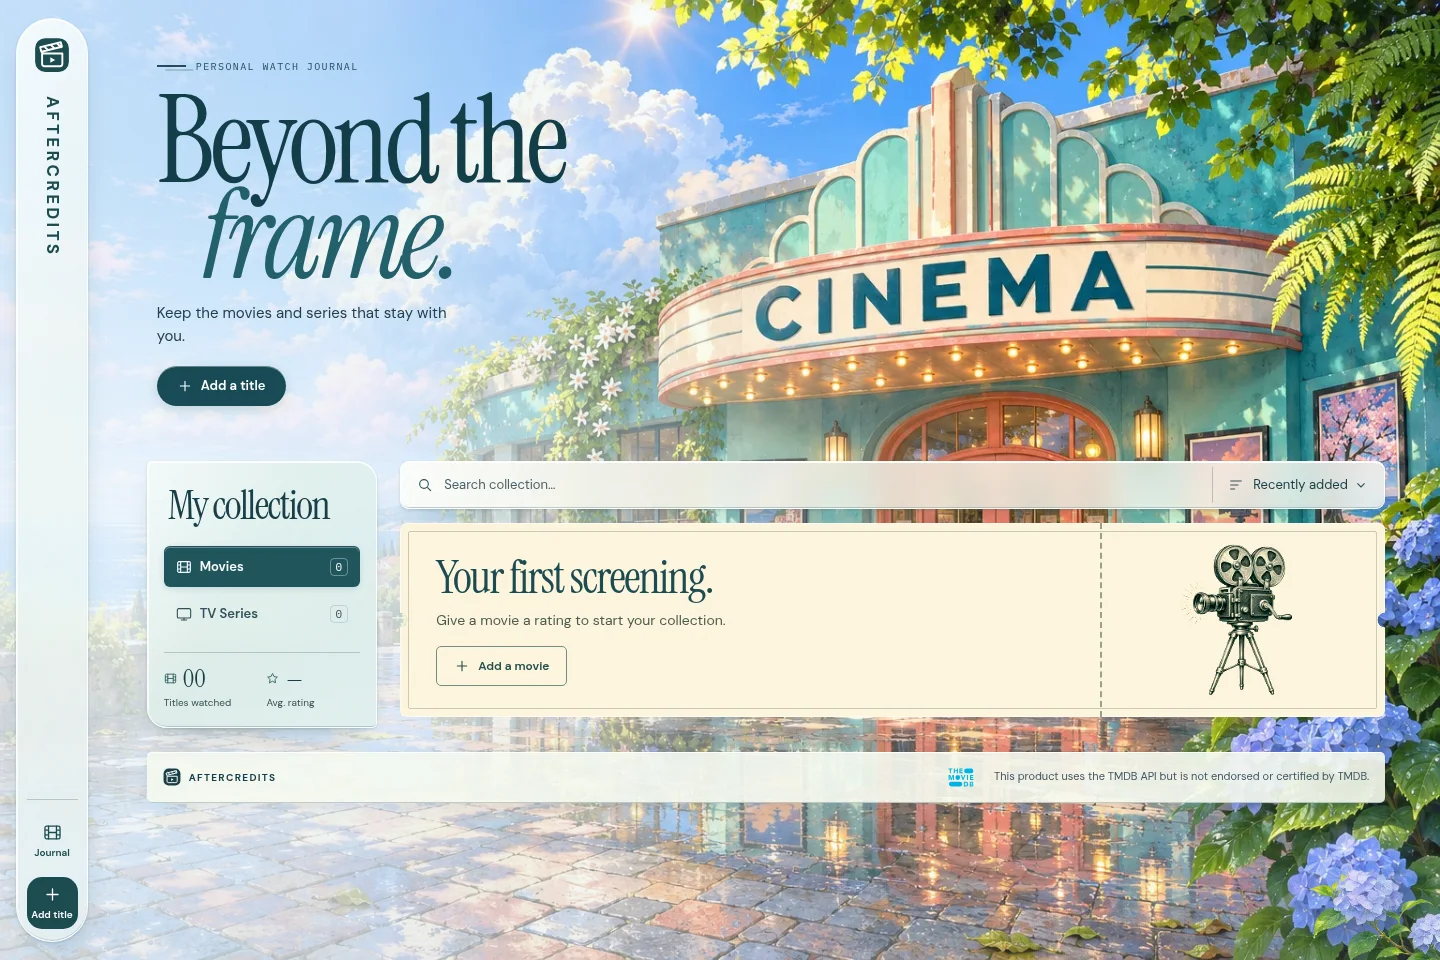 AFTERCREDITS
PERSONAL WATCH JOURNAL
Beyond the
frame.
Keep the movies and series that stay with
you.
Add a title
CINEMA
My collection
Movies 0
TV Series 0
00
Titles watched
—
Avg. rating
Search collection...
Recently added
Your first screening.
Give a movie a rating to start your collection.
Add a movie
AFTERCREDITS
THE
MOVIE
DB
This product uses the TMDB API but is not endorsed or certified by TMDB.
Journal
Add title